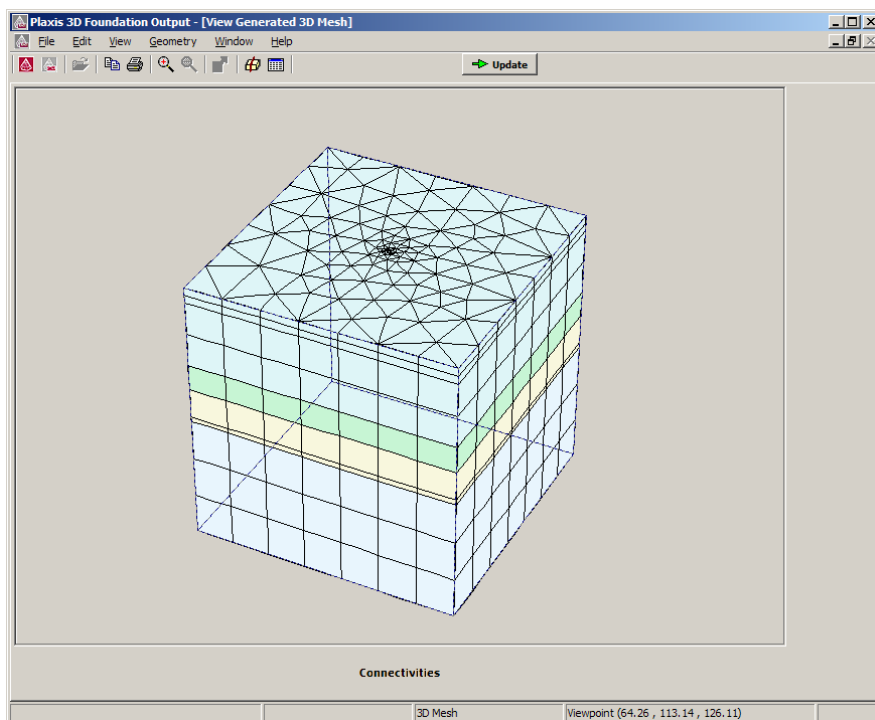 Plaxis 3D Foundation Output - [View Generated 3D Mesh]
File Edit View Geometry Window Help
Update
Connectivities
3D Mesh
Viewpoint (64.26 , 113.14 , 126.11)